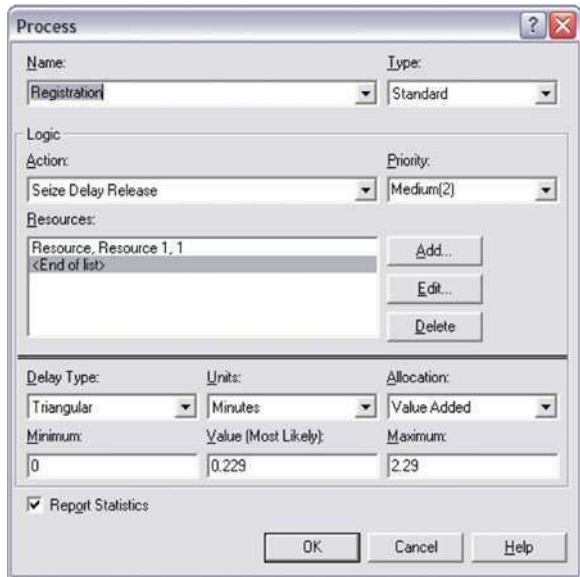 Process
Name: Type:
Registration Standard
Logic
Action: Priority:
Seize Delay Release Medium(2)
Resources:
Resource, Resource 1, 1
<End of list>
Add...
Edit...
Delete
Delay Type: Units: Allocation:
Triangular Minutes Value Added
Minimum: Value (Most Likely): Maximum:
0 0.229 2.29
Report Statistics
OK Cancel Help